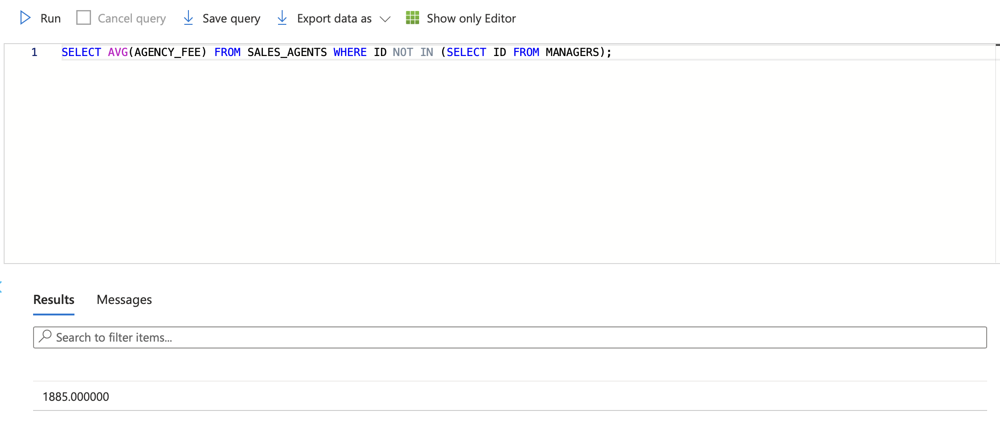 Run Cancel query Save query Export data as Show only Editor
1 SELECT AVG(AGENCY_FEE) FROM SALES_AGENTS WHERE ID NOT IN (SELECT ID FROM MANAGERS);
Results Messages
Search to filter items...
1885.000000